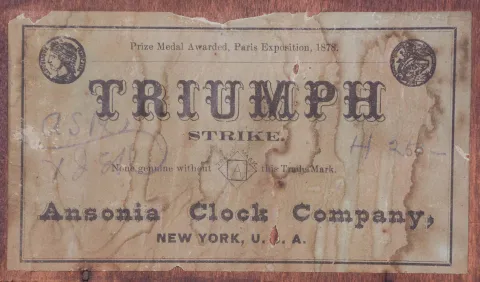 Prize Medal Awarded, Paris Exposition, 1878.
TRIUMPH
STRIKE.
H 265-
None genuine without this Trade Mark.
Ansonia Clock Company,
NEW YORK, U. S. A.